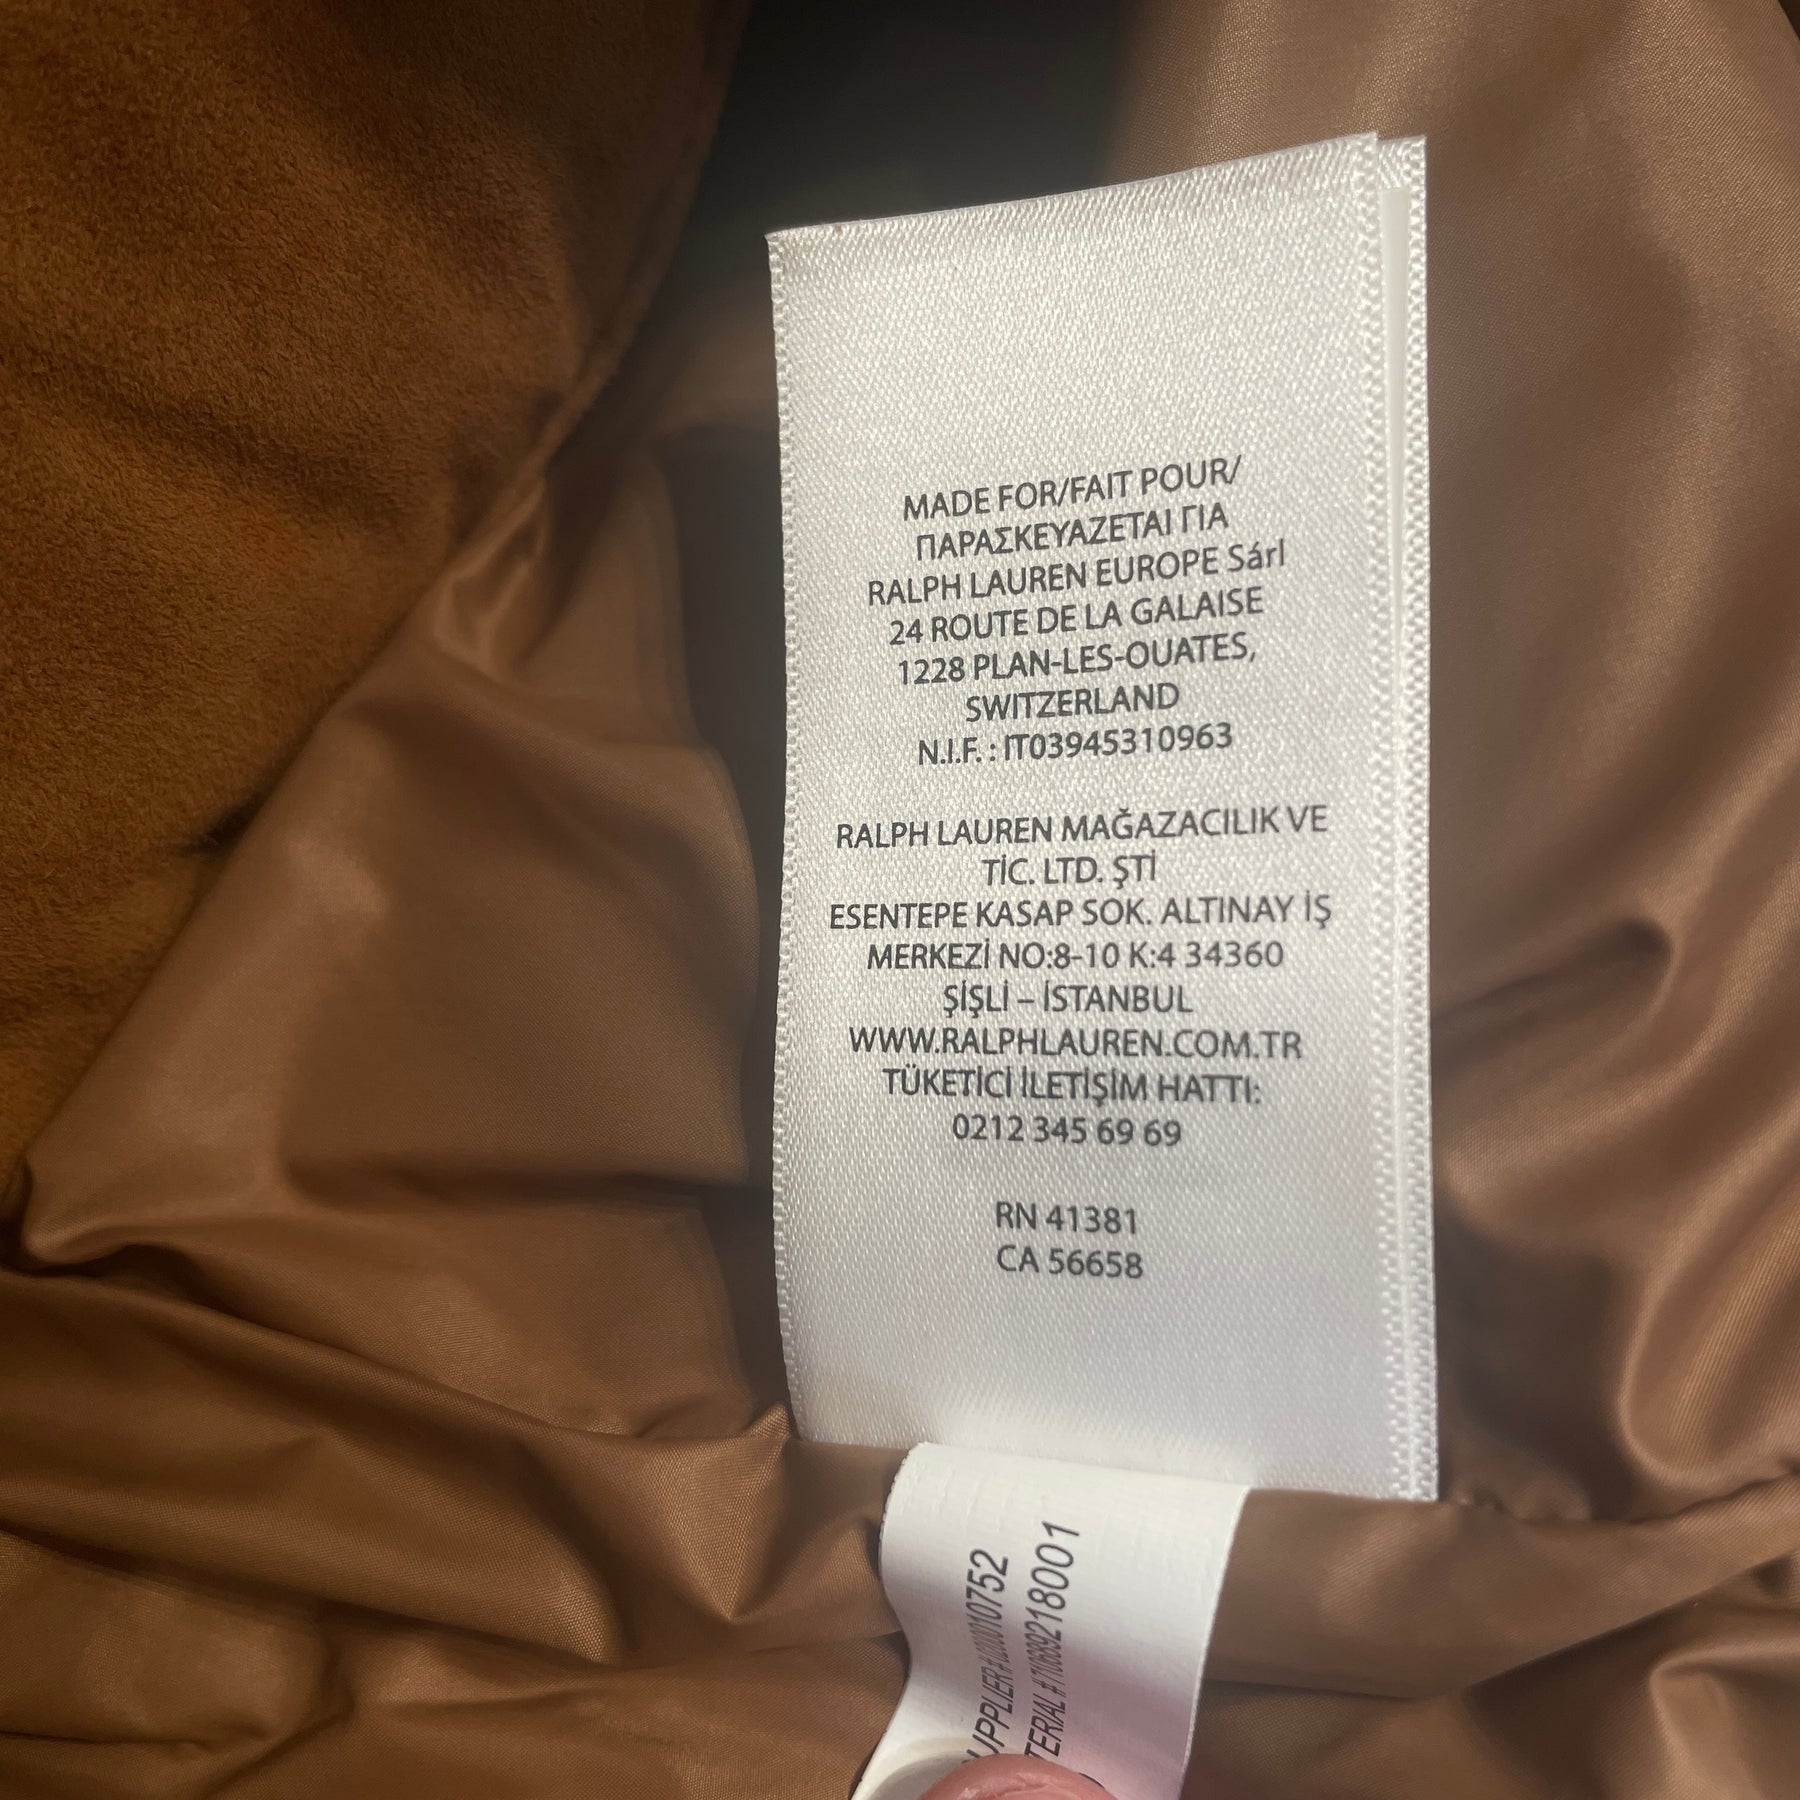 MADE FOR/FAIT POUR/
ΠΑΡΑΣΚΕΥΑΖΕΤΑΙ ΓΙΑ
RALPH LAUREN EUROPE Sárl
24 ROUTE DE LA GALAISE
1228 PLAN-LES-OUATES,
SWITZERLAND
N.I.F. : IT03945310963
RALPH LAUREN MAĞAZACILIK VE
TİC. LTD. ŞTİ
ESENTEPE KASAP SOK. ALTINAY İŞ
MERKEZİ NO:8-10 K:4 34360
ŞİŞLİ – İSTANBUL
WWW.RALPHLAUREN.COM.TR
TÜKETİCİ İLETİŞİM HATTI:
0212 345 69 69
RN 41381
CA 56658
UPPLIER#
TERIAL #